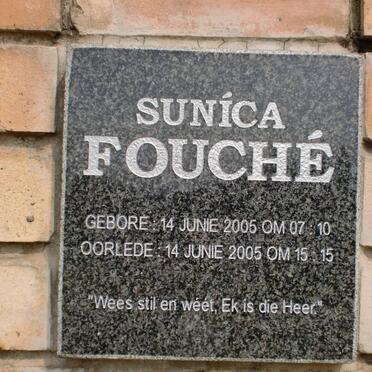 SUNÍCA
FOUCHÉ
GEBORE : 14 JUNIE 2005 OM 07 : 10
OORLEDE : 14 JUNIE 2005 OM 15 : 15
"Wees stil en wéét, Ek is die Heer."